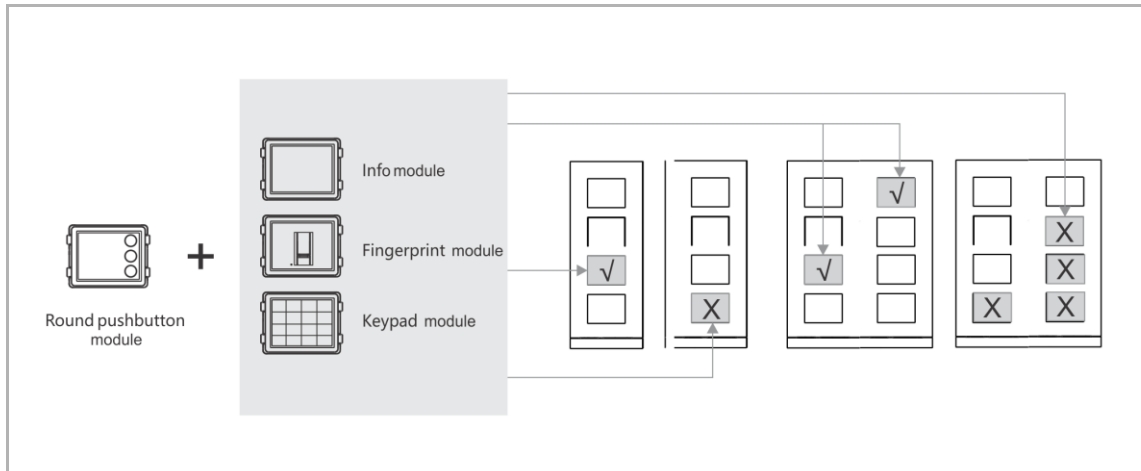 Info module
Fingerprint module
Keypad module
+
Round pushbutton
module
√
√
√
X
X
X
X
X